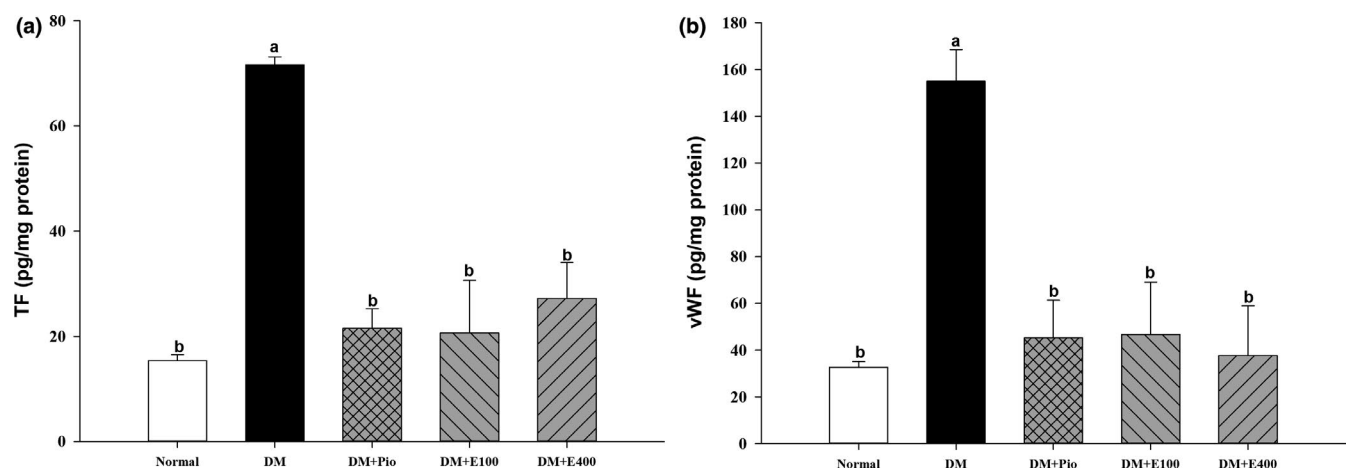 (a)
TF (pg/mg protein)
80
60
40
20
0
b
a
b
b
b
Normal DM DM+Pio DM+E100 DM+E400
(b)
vWF (pg/mg protein)
180
160
140
120
100
80
60
40
20
0
b
a
b
b
b
Normal DM DM+Pio DM+E100 DM+E400